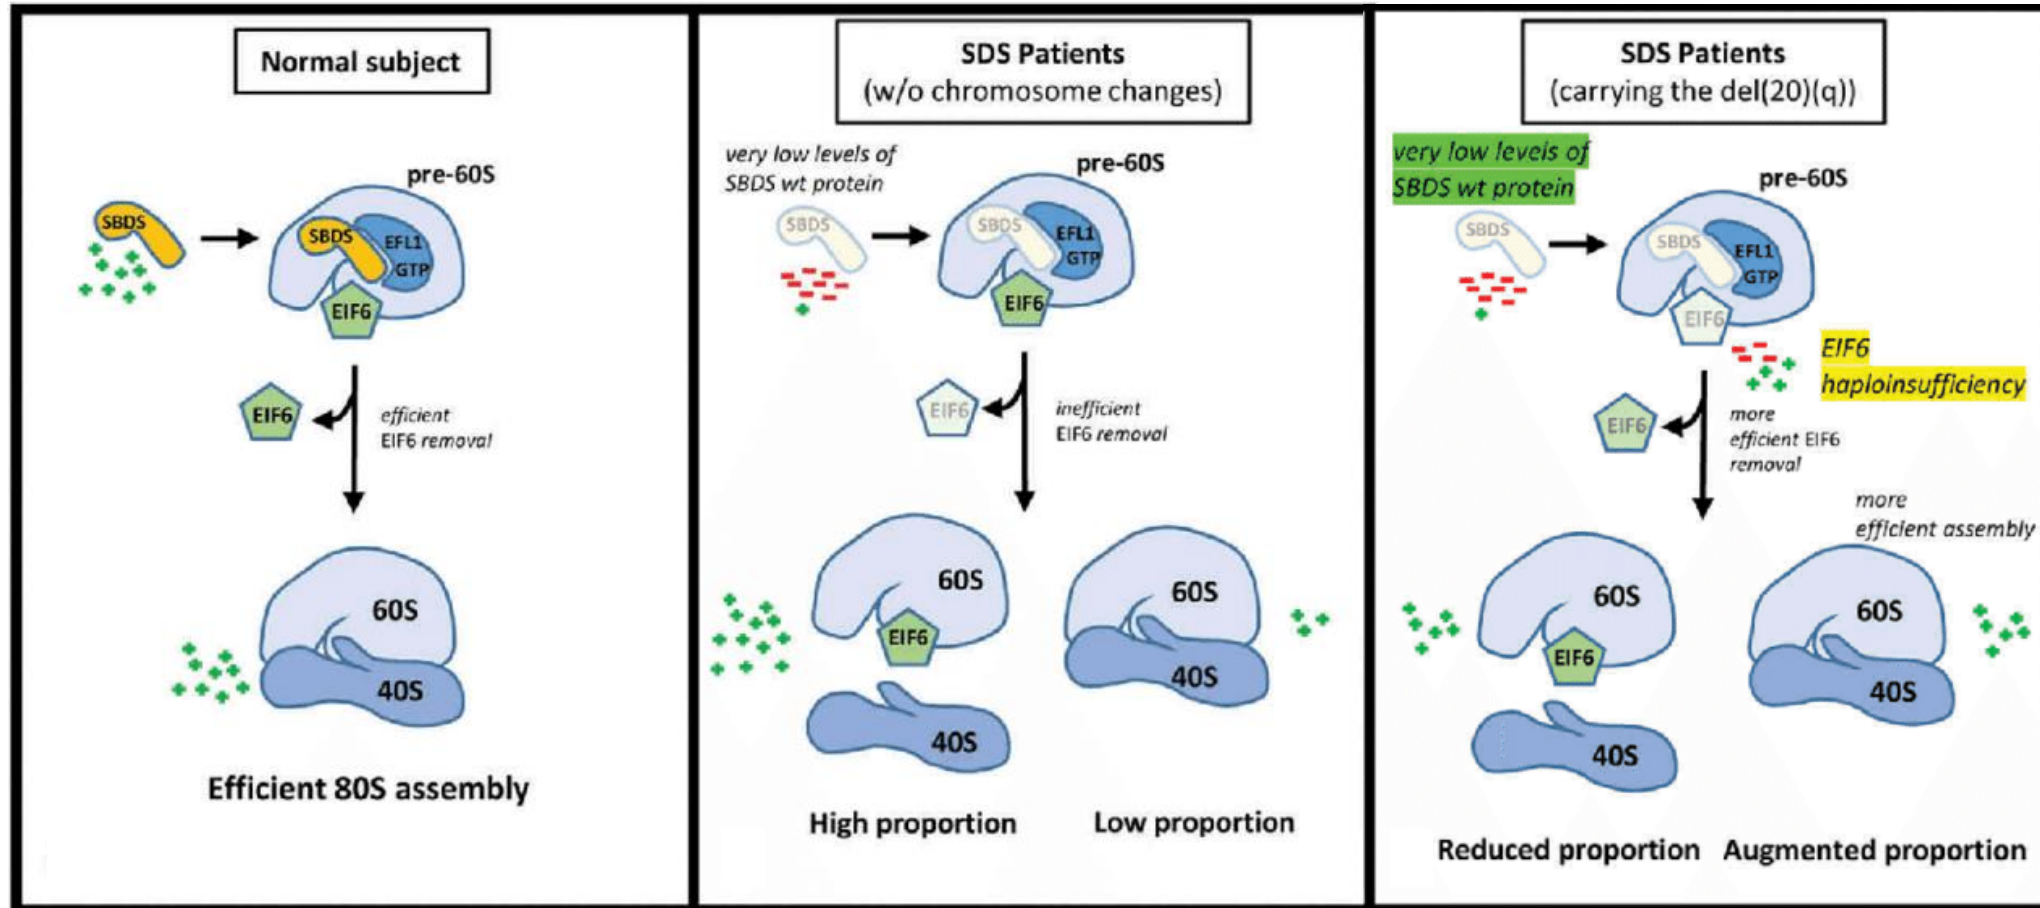 Normal subject
pre-60S
SBDS
SBDS
EFL1
GTP
EIF6
EIF6
efficient
EIF6 removal
60S
40S
Efficient 80S assembly
SDS Patients
(w/o chromosome changes)
very low levels of
SBDS wt protein
pre-60S
SBDS
SBDS
EFL1
GTP
EIF6
EIF6
inefficient
EIF6 removal
60S
EIF6
40S
60S
40S
High proportion
Low proportion
SDS Patients
(carrying the del(20)(q))
very low levels of
SBDS wt protein
pre-60S
SBDS
SBDS
EFL1
GTP
EIF6
EIF6
haploinsufficiency
EIF6
more
efficient EIF6
removal
more
efficient assembly
60S
EIF6
40S
60S
40S
Reduced proportion
Augmented proportion